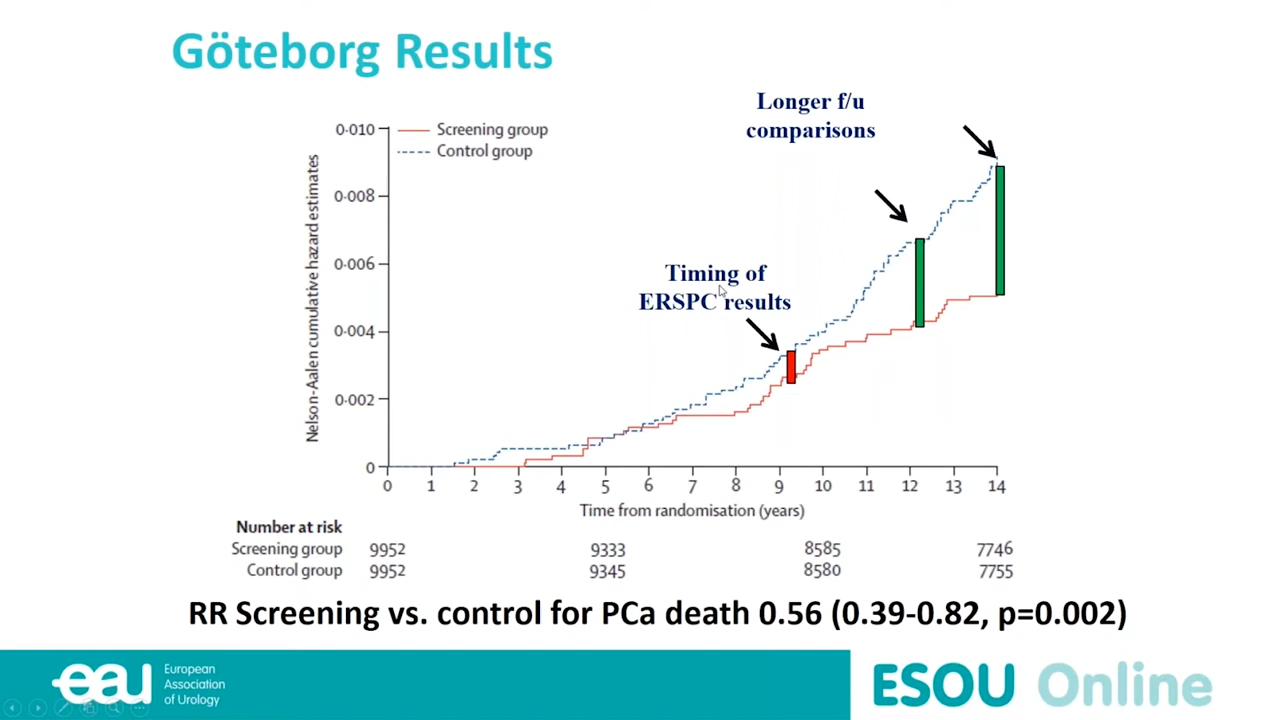 Göteborg Results
Longer f/u
comparisons
Screening group
Control group
Timing of
ERSPC results
Nelson-Aalen cumulative hazard estimates
0·010
0·008
0·006
0·004
0·002
0
0 1 2 3 4 5 6 7 8 9 10 11 12 13 14
Time from randomisation (years)
Number at risk
Screening group 9952 9333 8585 7746
Control group 9952 9345 8580 7755
RR Screening vs. control for PCa death 0.56 (0.39-0.82, p=0.002)
eau
European
Association
of Urology
ESOU Online